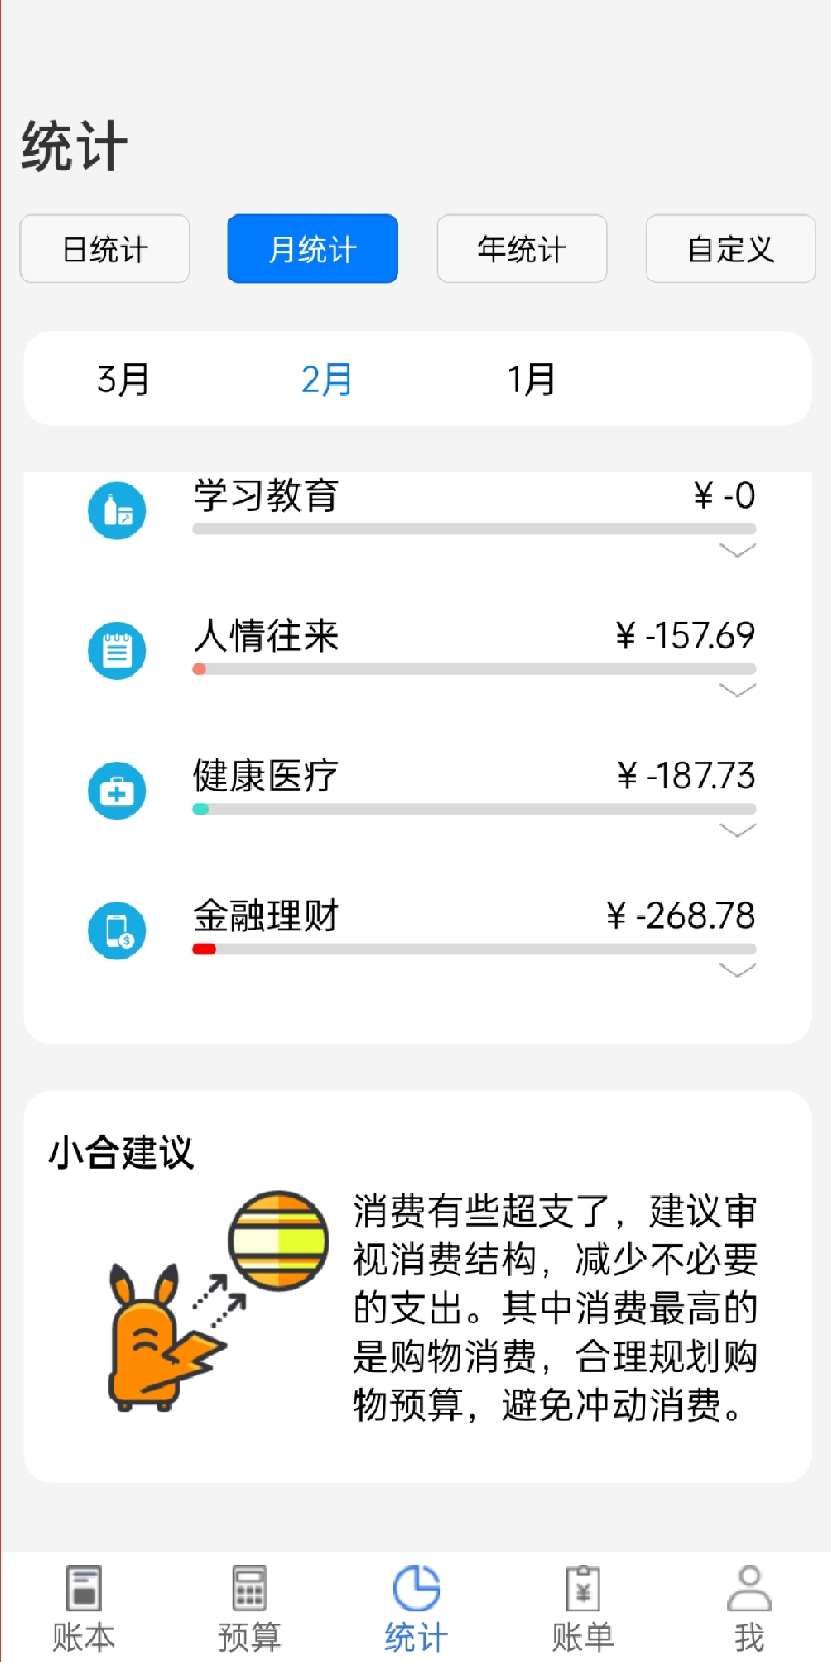 统计
日统计 月统计 年统计 自定义
3月 2月 1月
学习教育 ¥ -0
人情往来 ¥ -157.69
健康医疗 ¥ -187.73
金融理财 ¥ -268.78
小合建议
消费有些超支了，建议审
视消费结构，减少不必要
的支出。其中消费最高的
是购物消费，合理规划购
物预算，避免冲动消费。
账本 预算 统计 账单 我